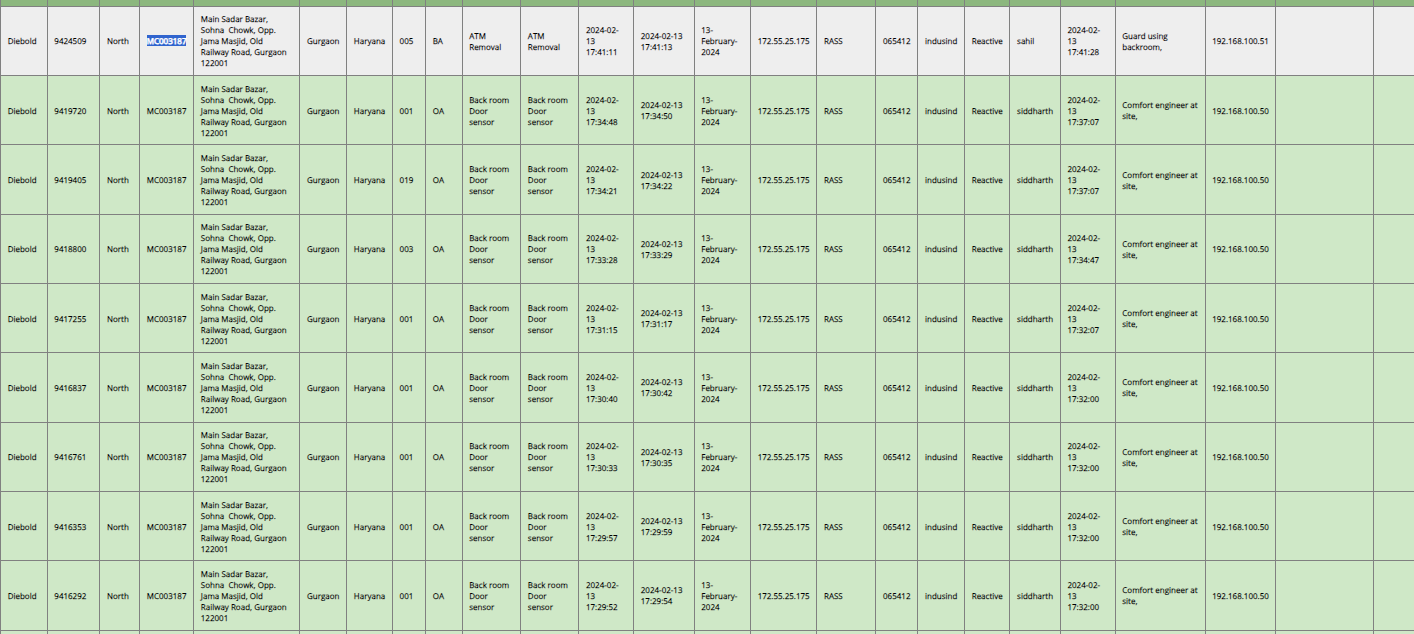 Diebold 9424509 North MC003187 Main Sadar Bazar, Sohna Chowk, Opp. Jama Masjid, Old Railway Road, Gurgaon 122001 Gurgaon Haryana 005 BA ATM Removal ATM Removal 2024-02-13 17:41:11 2024-02-13 17:41:13 13-February-2024 172.55.25.175 RASS 065412 indusind Reactive sahil 2024-02-13 17:41:28 Guard using backroom, 192.168.100.51
Diebold 9419720 North MC003187 Main Sadar Bazar, Sohna Chowk, Opp. Jama Masjid, Old Railway Road, Gurgaon 122001 Gurgaon Haryana 001 OA Back room Door sensor Back room Door sensor 2024-02-13 17:34:48 2024-02-13 17:34:50 13-February-2024 172.55.25.175 RASS 065412 indusind Reactive siddharth 2024-02-13 17:37:07 Comfort engineer at site, 192.168.100.50
Diebold 9419405 North MC003187 Main Sadar Bazar, Sohna Chowk, Opp. Jama Masjid, Old Railway Road, Gurgaon 122001 Gurgaon Haryana 019 OA Back room Door sensor Back room Door sensor 2024-02-13 17:34:21 2024-02-13 17:34:22 13-February-2024 172.55.25.175 RASS 065412 indusind Reactive siddharth 2024-02-13 17:37:07 Comfort engineer at site, 192.168.100.50
Diebold 9418800 North MC003187 Main Sadar Bazar, Sohna Chowk, Opp. Jama Masjid, Old Railway Road, Gurgaon 122001 Gurgaon Haryana 003 OA Back room Door sensor Back room Door sensor 2024-02-13 17:33:28 2024-02-13 17:33:29 13-February-2024 172.55.25.175 RASS 065412 indusind Reactive siddharth 2024-02-13 17:34:47 Comfort engineer at site, 192.168.100.50
Diebold 9417255 North MC003187 Main Sadar Bazar, Sohna Chowk, Opp. Jama Masjid, Old Railway Road, Gurgaon 122001 Gurgaon Haryana 001 OA Back room Door sensor Back room Door sensor 2024-02-13 17:31:15 2024-02-13 17:31:17 13-February-2024 172.55.25.175 RASS 065412 indusind Reactive siddharth 2024-02-13 17:32:07 Comfort engineer at site, 192.168.100.50
Diebold 9416837 North MC003187 Main Sadar Bazar, Sohna Chowk, Opp. Jama Masjid, Old Railway Road, Gurgaon 122001 Gurgaon Haryana 001 OA Back room Door sensor Back room Door sensor 2024-02-13 17:30:40 2024-02-13 17:30:42 13-February-2024 172.55.25.175 RASS 065412 indusind Reactive siddharth 2024-02-13 17:32:00 Comfort engineer at site, 192.168.100.50
Diebold 9416761 North MC003187 Main Sadar Bazar, Sohna Chowk, Opp. Jama Masjid, Old Railway Road, Gurgaon 122001 Gurgaon Haryana 001 OA Back room Door sensor Back room Door sensor 2024-02-13 17:30:33 2024-02-13 17:30:35 13-February-2024 172.55.25.175 RASS 065412 indusind Reactive siddharth 2024-02-13 17:32:00 Comfort engineer at site, 192.168.100.50
Diebold 9416353 North MC003187 Main Sadar Bazar, Sohna Chowk, Opp. Jama Masjid, Old Railway Road, Gurgaon 122001 Gurgaon Haryana 001 OA Back room Door sensor Back room Door sensor 2024-02-13 17:29:57 2024-02-13 17:29:59 13-February-2024 172.55.25.175 RASS 065412 indusind Reactive siddharth 2024-02-13 17:32:00 Comfort engineer at site, 192.168.100.50
Diebold 9416292 North MC003187 Main Sadar Bazar, Sohna Chowk, Opp. Jama Masjid, Old Railway Road, Gurgaon 122001 Gurgaon Haryana 001 OA Back room Door sensor Back room Door sensor 2024-02-13 17:29:52 2024-02-13 17:29:54 13-February-2024 172.55.25.175 RASS 065412 indusind Reactive siddharth 2024-02-13 17:32:00 Comfort engineer at site, 192.168.100.50